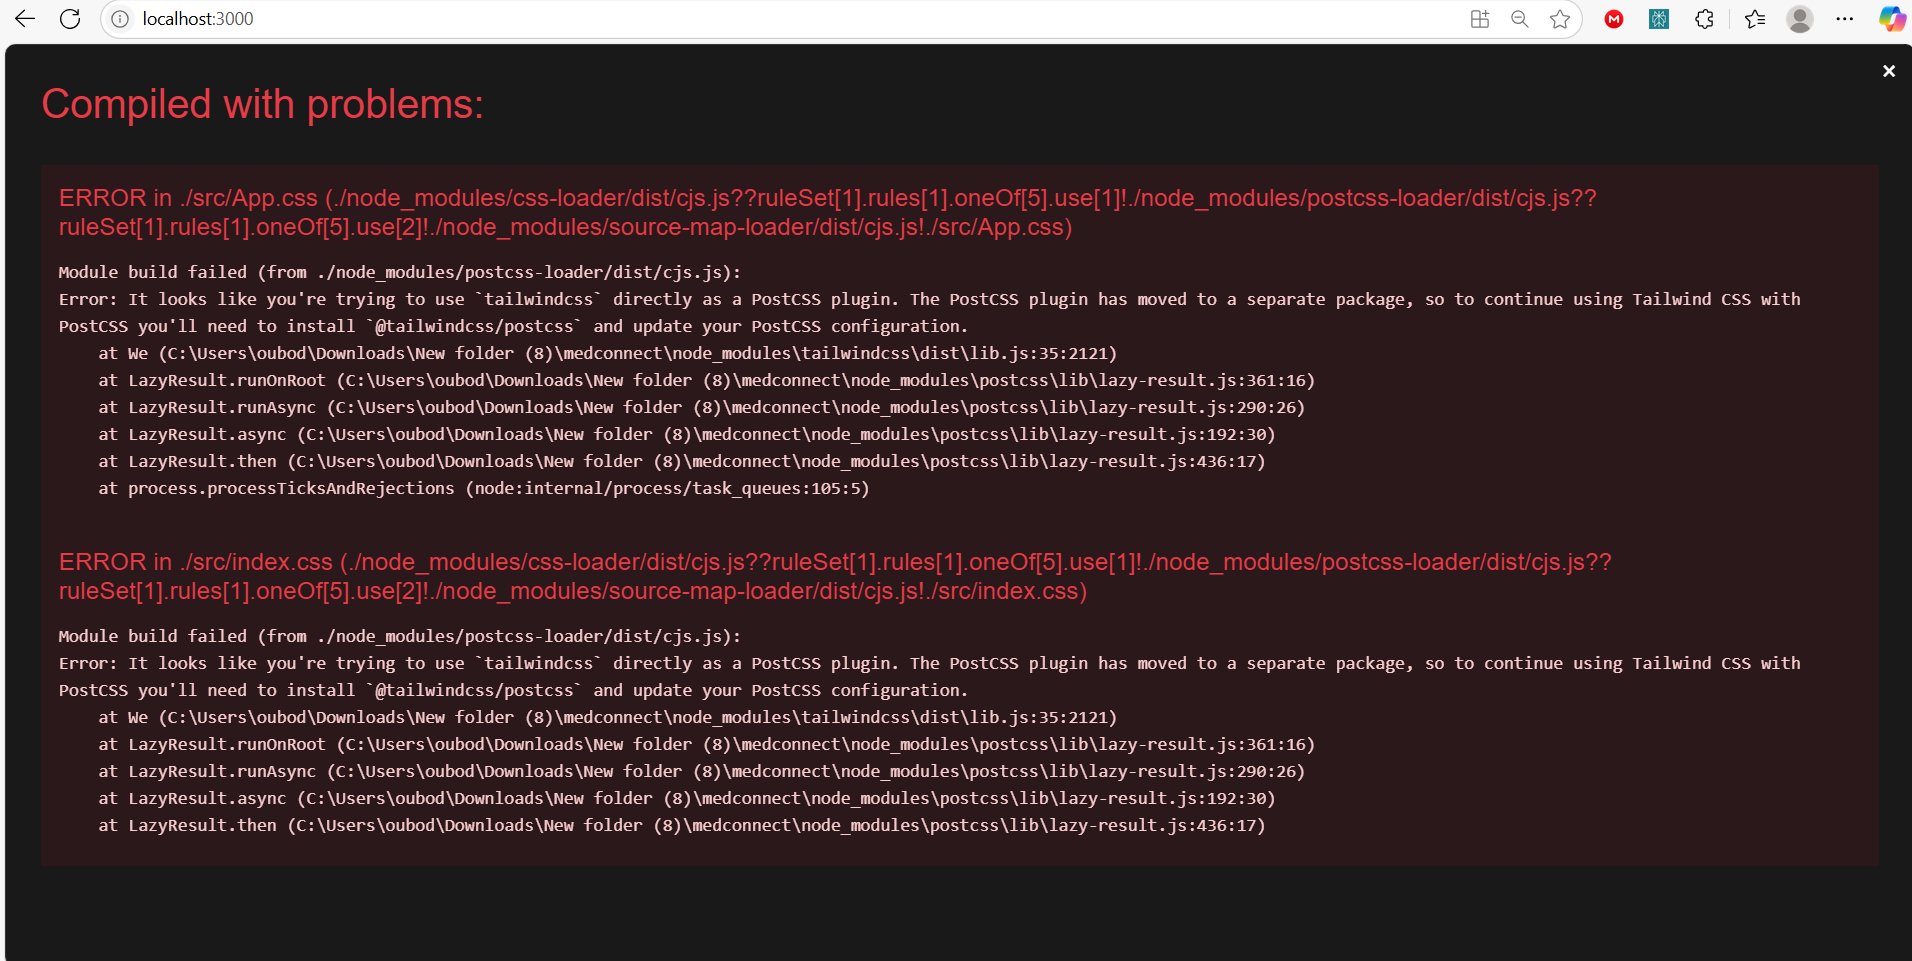 localhost:3000
Compiled with problems:
ERROR in ./src/App.css (./node_modules/css-loader/dist/cjs.js??ruleSet[1].rules[1].oneOf[5].use[1]!./node_modules/postcss-loader/dist/cjs.js??
ruleSet[1].rules[1].oneOf[5].use[2]!./node_modules/source-map-loader/dist/cjs.js!./src/App.css)
Module build failed (from ./node_modules/postcss-loader/dist/cjs.js):
Error: It looks like you're trying to use `tailwindcss` directly as a PostCSS plugin. The PostCSS plugin has moved to a separate package, so to continue using Tailwind CSS with
PostCSS you'll need to install `@tailwindcss/postcss` and update your PostCSS configuration.
    at We (C:\Users\oubod\Downloads\New folder (8)\medconnect\node_modules\tailwindcss\dist\lib.js:35:2121)
    at LazyResult.runOnRoot (C:\Users\oubod\Downloads\New folder (8)\medconnect\node_modules\postcss\lib\lazy-result.js:361:16)
    at LazyResult.runAsync (C:\Users\oubod\Downloads\New folder (8)\medconnect\node_modules\postcss\lib\lazy-result.js:290:26)
    at LazyResult.async (C:\Users\oubod\Downloads\New folder (8)\medconnect\node_modules\postcss\lib\lazy-result.js:192:30)
    at LazyResult.then (C:\Users\oubod\Downloads\New folder (8)\medconnect\node_modules\postcss\lib\lazy-result.js:436:17)
    at process.processTicksAndRejections (node:internal/process/task_queues:105:5)
ERROR in ./src/index.css (./node_modules/css-loader/dist/cjs.js??ruleSet[1].rules[1].oneOf[5].use[1]!./node_modules/postcss-loader/dist/cjs.js??
ruleSet[1].rules[1].oneOf[5].use[2]!./node_modules/source-map-loader/dist/cjs.js!./src/index.css)
Module build failed (from ./node_modules/postcss-loader/dist/cjs.js):
Error: It looks like you're trying to use `tailwindcss` directly as a PostCSS plugin. The PostCSS plugin has moved to a separate package, so to continue using Tailwind CSS with
PostCSS you'll need to install `@tailwindcss/postcss` and update your PostCSS configuration.
    at We (C:\Users\oubod\Downloads\New folder (8)\medconnect\node_modules\tailwindcss\dist\lib.js:35:2121)
    at LazyResult.runOnRoot (C:\Users\oubod\Downloads\New folder (8)\medconnect\node_modules\postcss\lib\lazy-result.js:361:16)
    at LazyResult.runAsync (C:\Users\oubod\Downloads\New folder (8)\medconnect\node_modules\postcss\lib\lazy-result.js:290:26)
    at LazyResult.async (C:\Users\oubod\Downloads\New folder (8)\medconnect\node_modules\postcss\lib\lazy-result.js:192:30)
    at LazyResult.then (C:\Users\oubod\Downloads\New folder (8)\medconnect\node_modules\postcss\lib\lazy-result.js:436:17)